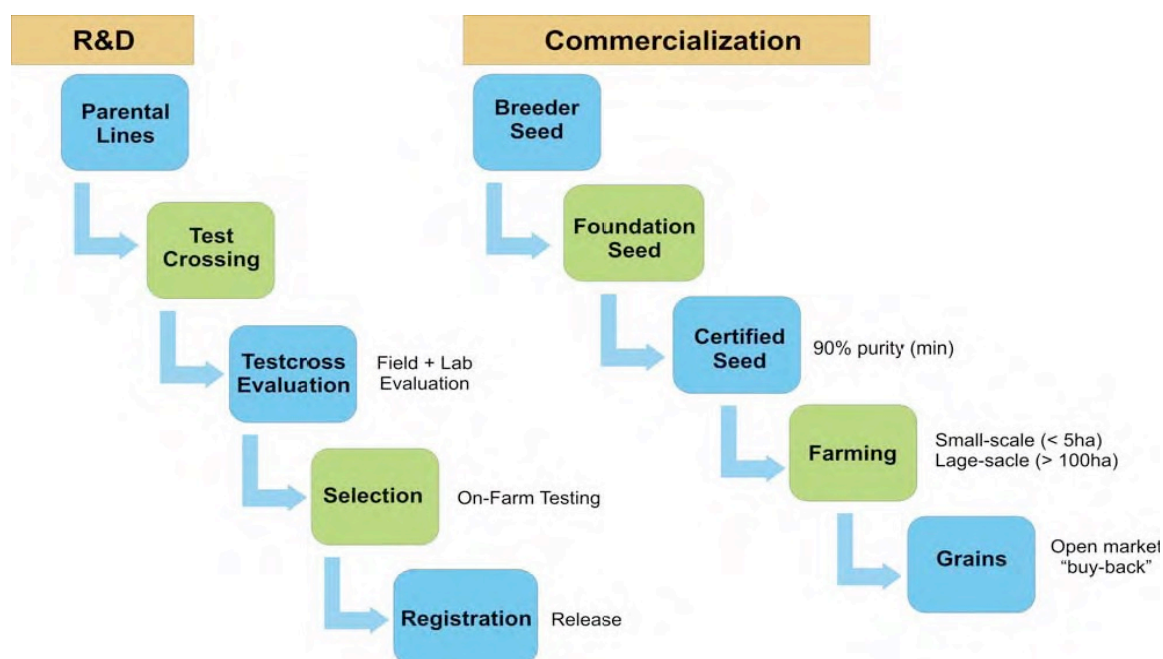 R&D
Parental
Lines
Test
Crossing
Testcross
Evaluation
Field + Lab
Evaluation
Selection
On-Farm Testing
Registration
Release
Commercialization
Breeder
Seed
Foundation
Seed
Certified
Seed
90% purity (min)
Farming
Small-scale (< 5ha)
Lage-sacle (> 100ha)
Grains
Open market
“buy-back”